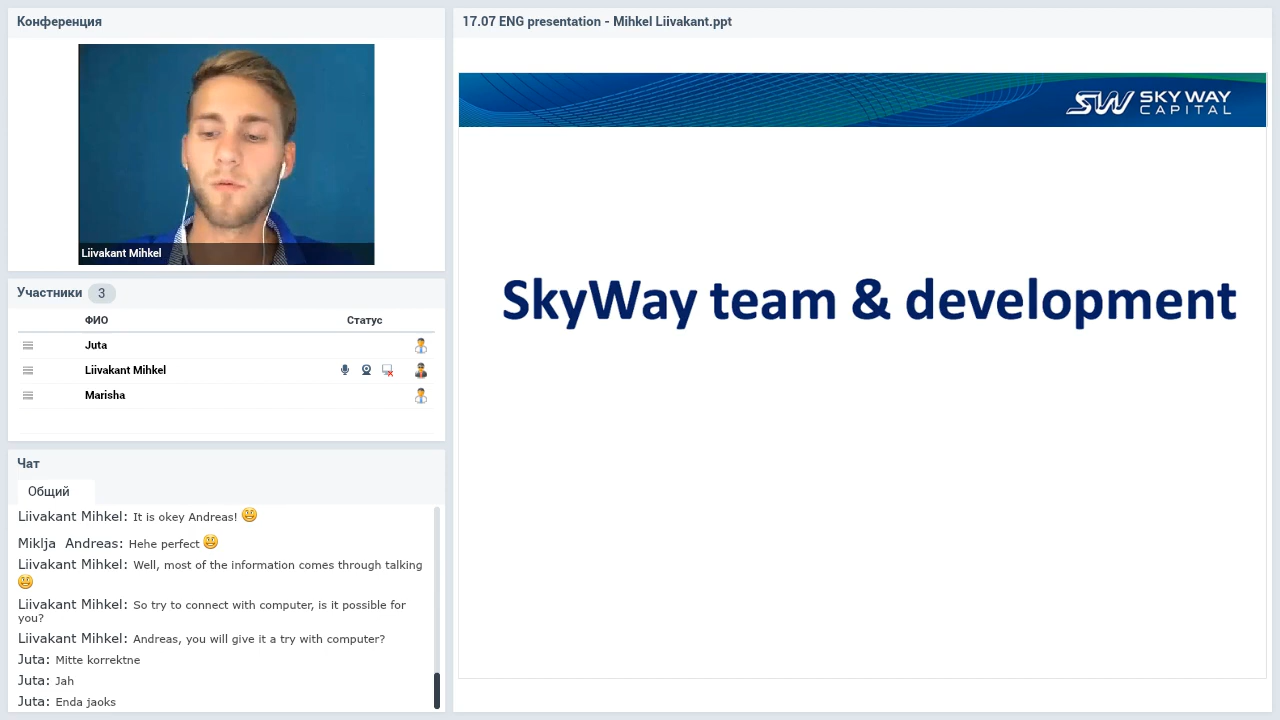 Конференция
Liivakant Mihkel
Участники 3
ФИО Статус
Juta
Liivakant Mihkel
Marisha
Чат
Общий
Liivakant Mihkel: It is okey Andreas!
Miklja Andreas: Hehe perfect
Liivakant Mihkel: Well, most of the information comes through talking
Liivakant Mihkel: So try to connect with computer, is it possible for
you?
Liivakant Mihkel: Andreas, you will give it a try with computer?
Juta: Mitte korrektne
Juta: Jah
Juta: Enda jaoks
17.07 ENG presentation - Mihkel Liivakant.ppt
SW SKY WAY
CAPITAL
SkyWay team & development